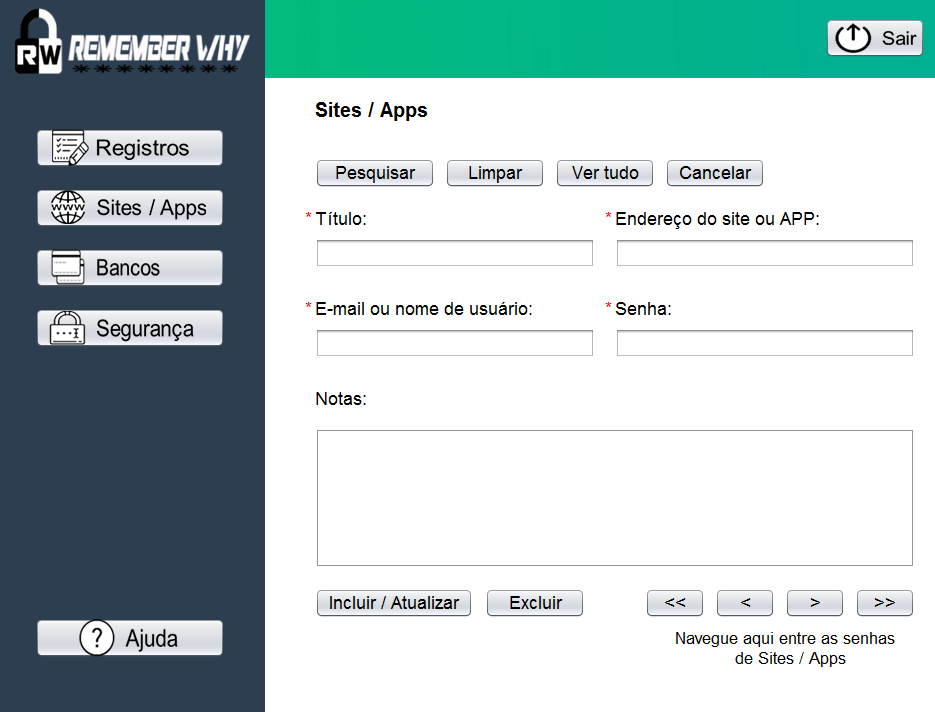 RW REMEMBER WHY
******** 
Sair
Registros
www Sites / Apps
Bancos
Segurança
? Ajuda
Sites / Apps
Pesquisar Limpar Ver tudo Cancelar
* Título: * Endereço do site ou APP:
* E-mail ou nome de usuário: * Senha:
Notas:
Incluir / Atualizar Excluir << < > >>
Navegue aqui entre as senhas
de Sites / Apps